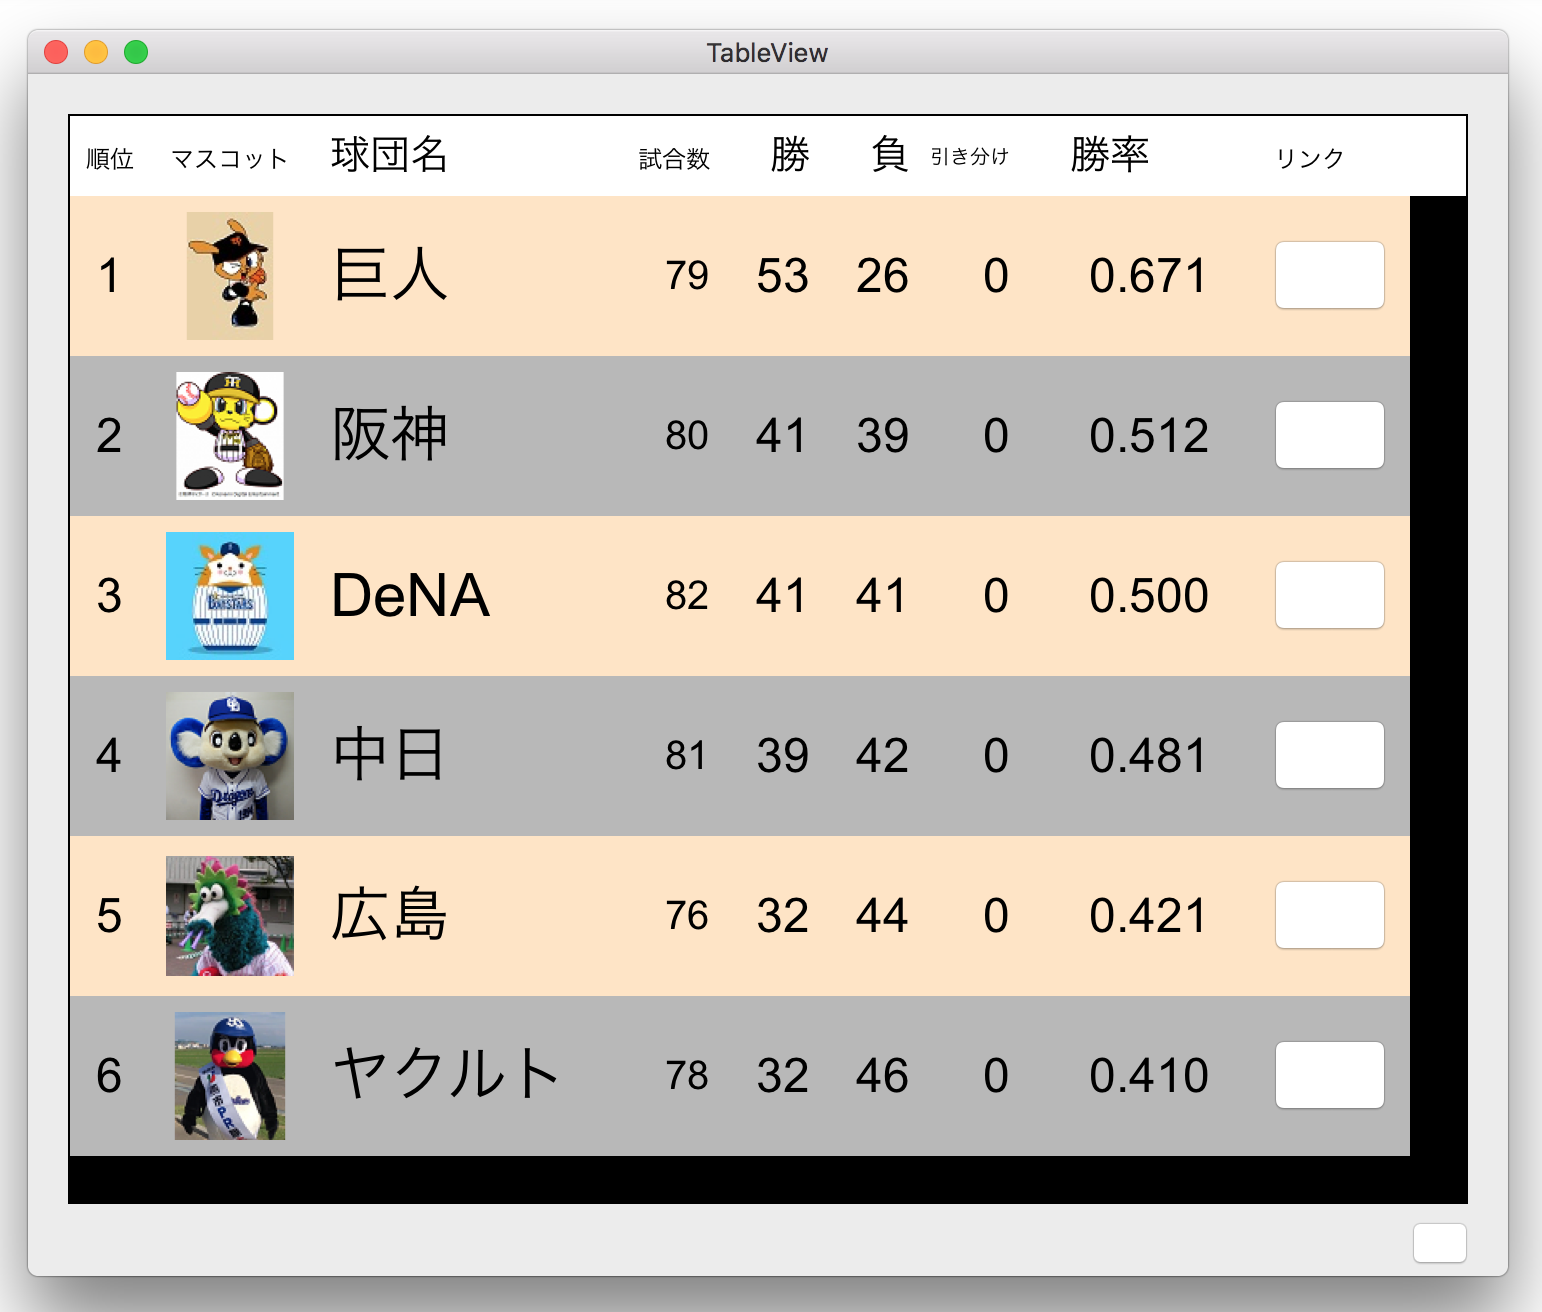 TableView
順位 マスコット 球団名 試合数 勝 負 引き分け 勝率 リンク
1 巨人 79 53 26 0 0.671
2 阪神 80 41 39 0 0.512
3 DeNA 82 41 41 0 0.500
4 中日 81 39 42 0 0.481
5 広島 76 32 44 0 0.421
6 ヤクルト 78 32 46 0 0.410